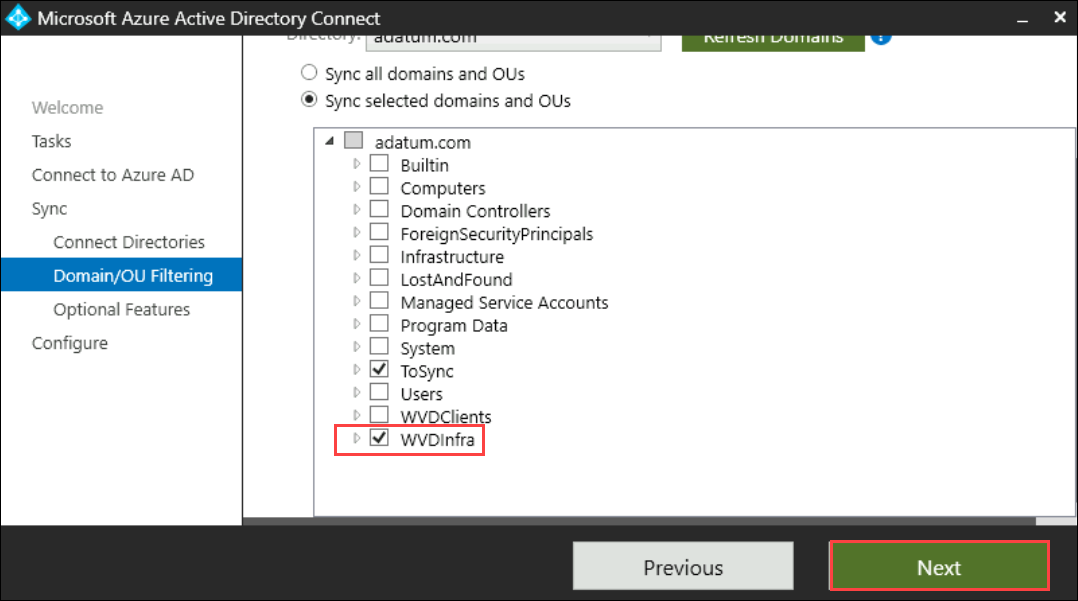 Microsoft Azure Active Directory Connect
Directory: adatum.com Refresh Domains ?
Sync all domains and OUs
Sync selected domains and OUs
Welcome
Tasks
Connect to Azure AD
Sync
Connect Directories
Domain/OU Filtering
Optional Features
Configure
adatum.com
Builtin
Computers
Domain Controllers
ForeignSecurityPrincipals
Infrastructure
LostAndFound
Managed Service Accounts
Program Data
System
ToSync
Users
WVDClients
WVDInfra
Previous
Next